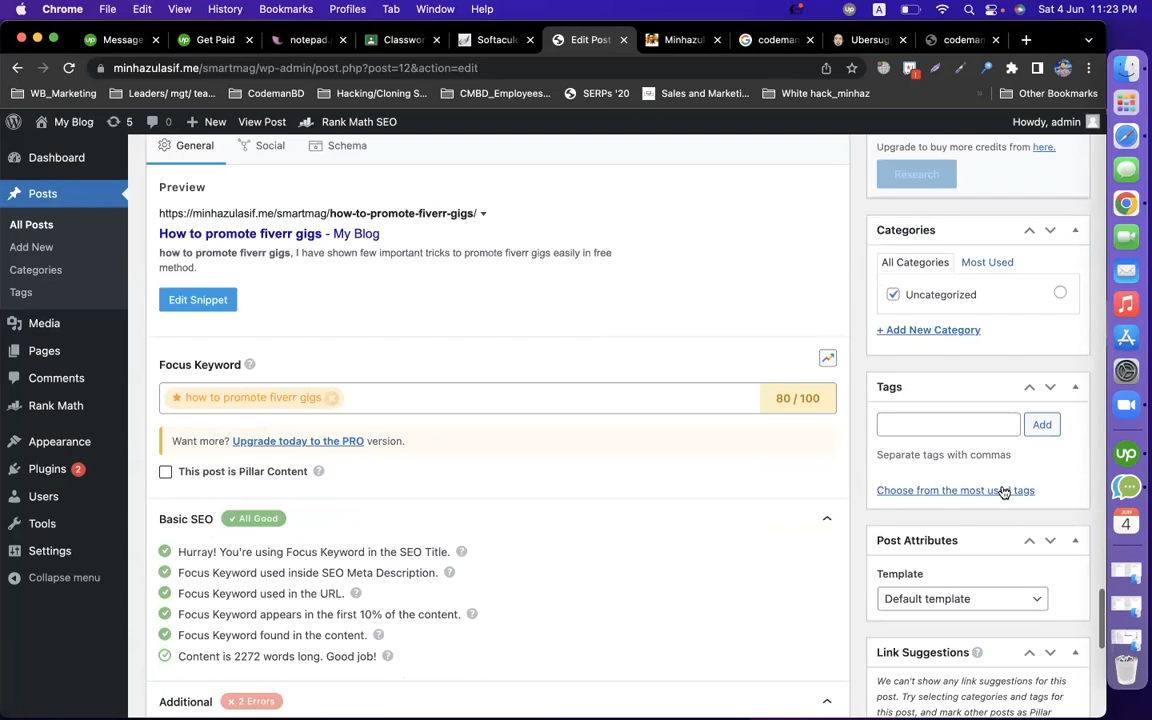 Chrome File Edit View History Bookmarks Profiles Tab Window Help A Sat 4 Jun 11:23 PM
Message Get Paid notepad. Classwor Softacul Edit Post Minhazul codeman Ubersug codeman
minhazulasif.me/smartmag/wp-admin/post.php?post=12&action=edit
WB_Marketing Leaders/ mgt/ tea... CodemanBD Hacking/Cloning S... CMBD_Employees... SERPs '20 Sales and Marketi... White hack_minhaz » Other Bookmarks
My Blog 5 0 New View Post Rank Math SEO Howdy, admin
Dashboard
Posts
All Posts
Add New
Categories
Tags
Media
Pages
Comments
Rank Math
Appearance
Plugins 2
Users
Tools
Settings
Collapse menu
General Social Schema
Preview
https://minhazulasif.me/smartmag/how-to-promote-fiverr-gigs/
How to promote fiverr gigs - My Blog
how to promote fiverr gigs, I have shown few important tricks to promote fiverr gigs easily in free
method.
Edit Snippet
Focus Keyword
how to promote fiverr gigs 80 / 100
Want more? Upgrade today to the PRO version.
This post is Pillar Content
Basic SEO All Good
Hurray! You're using Focus Keyword in the SEO Title.
Focus Keyword used inside SEO Meta Description.
Focus Keyword used in the URL.
Focus Keyword appears in the first 10% of the content.
Focus Keyword found in the content.
Content is 2272 words long. Good job!
Additional × 2 Errors
Upgrade to buy more credits from here.
Research
Categories
All Categories Most Used
Uncategorized
+ Add New Category
Tags
Add
Separate tags with commas
Choose from the most used tags
Post Attributes
Template
Default template
Link Suggestions
We can't show any link suggestions for this
post. Try selecting categories and tags for
this post, and mark other posts as Pillar
up
JUN
4